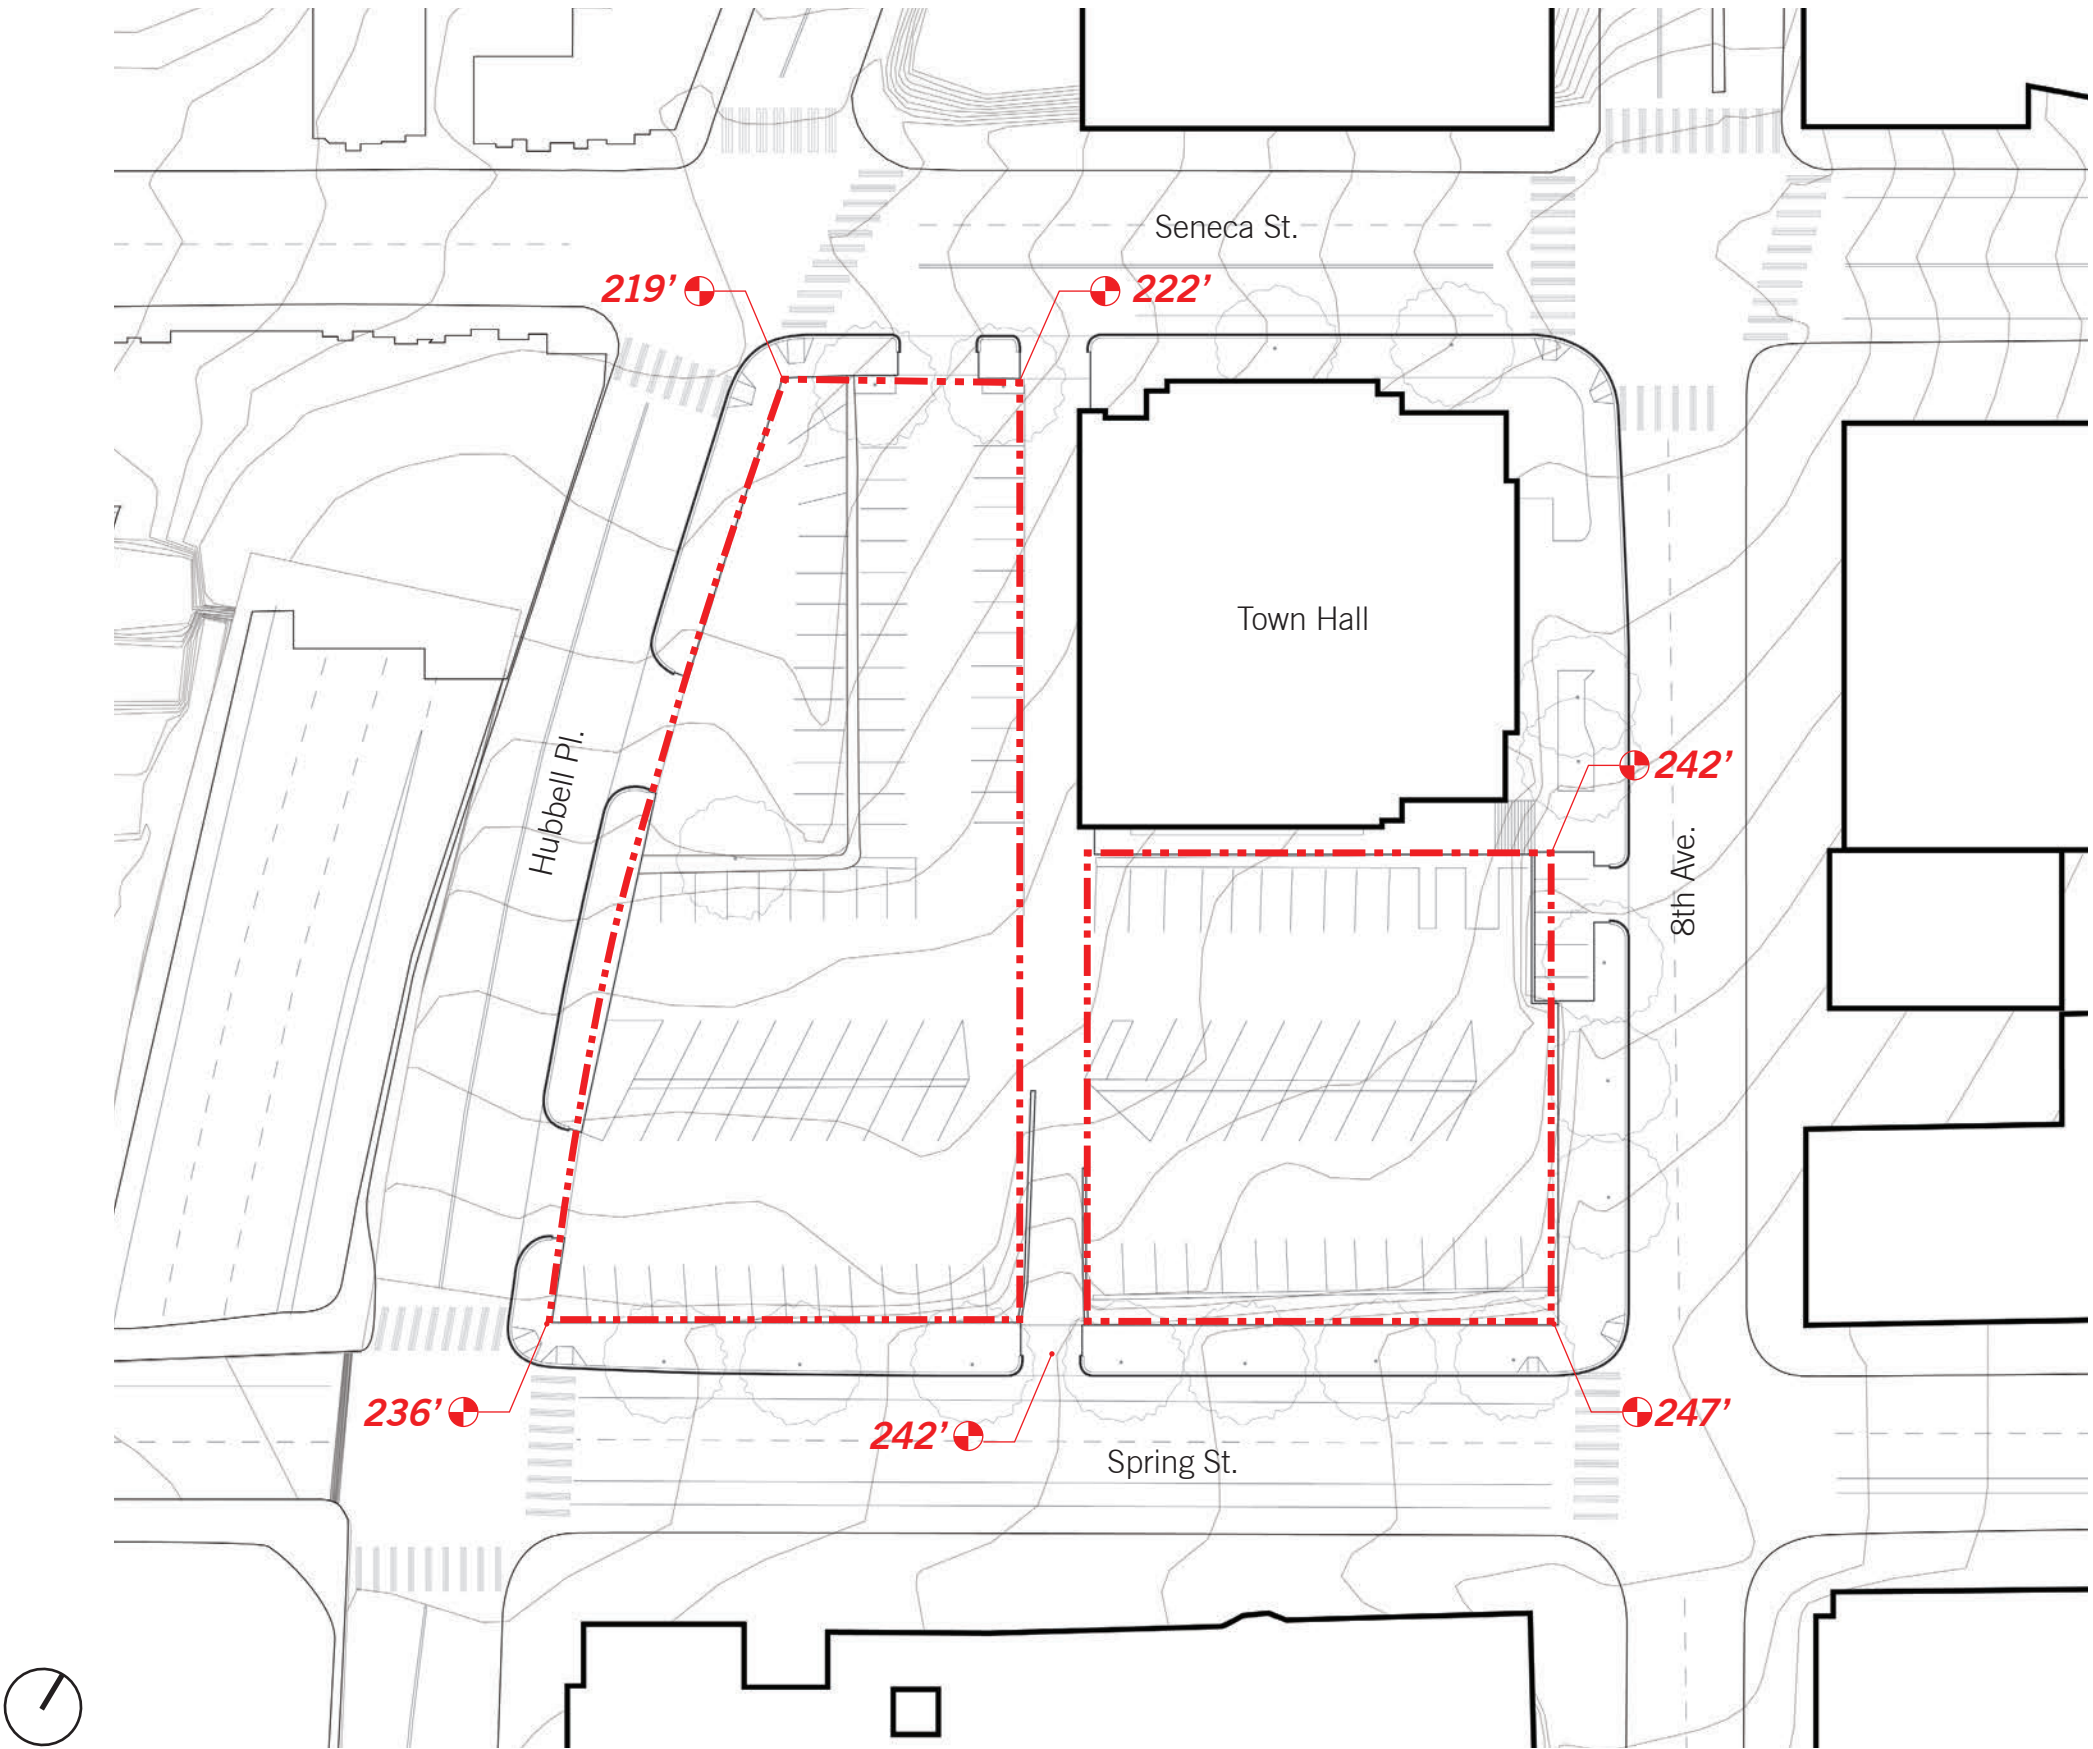 Seneca St.
219’
222’
Town Hall
Hubbell Pl.
242’
8th Ave.
236’
242’
247’
Spring St.